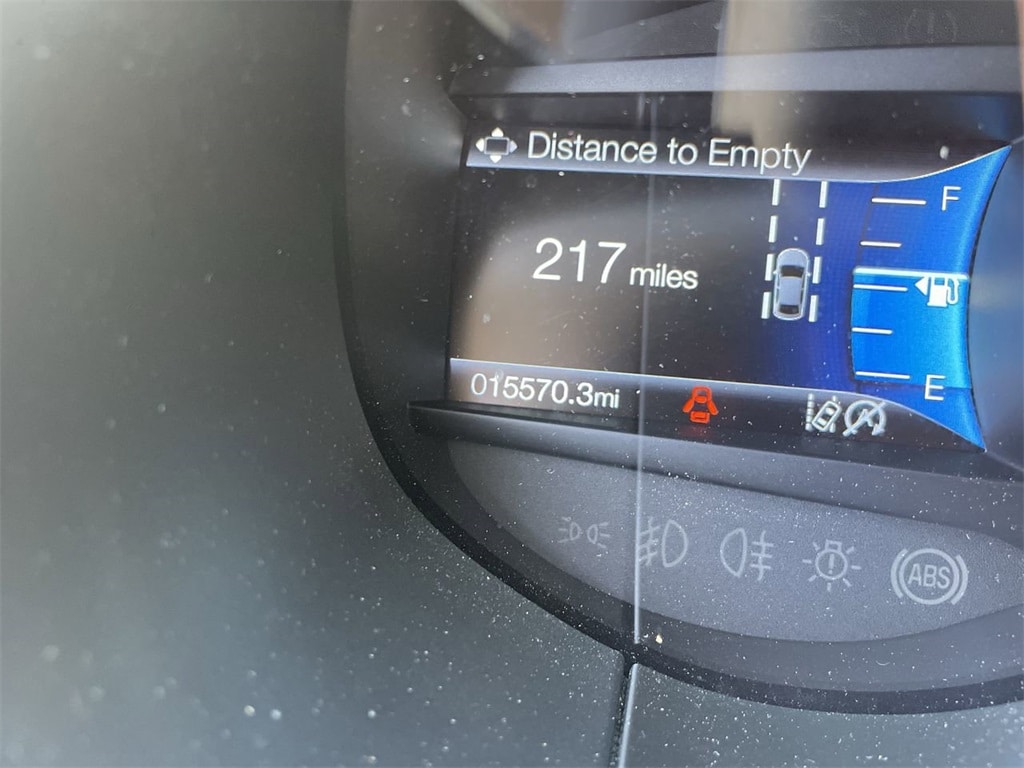 Distance to Empty
F
217 miles
E
015570.3mi
ABS